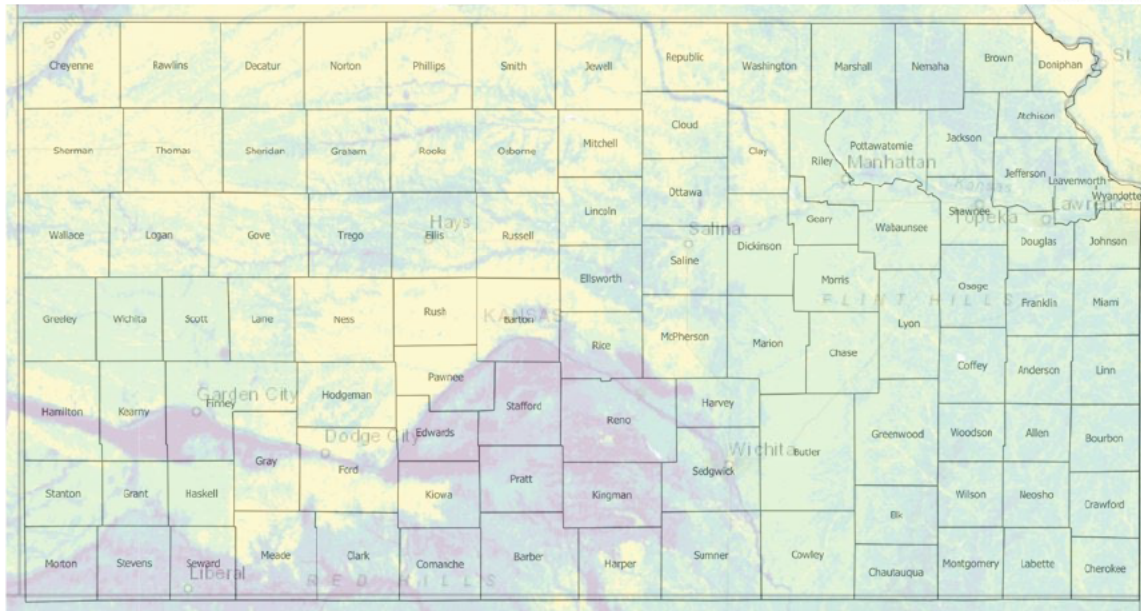 Cheyenne
Rawlins
Decatur
Norton
Phillips
Smith
Jewell
Republic
Washington
Marshall
Nemaha
Brown
Doniphan
St
Atchison
Sherman
Thomas
Sheridan
Graham
Rooks
Osborne
Mitchell
Cloud
Clay
Riley
Pottawatomie
Manhattan
Jackson
Jefferson
Leavenworth
Wyandotte
Ottawa
Lincoln
Wallace
Logan
Gove
Trego
Hays
Ellis
Russell
Salina
Saline
Dickinson
Geary
Wabaunsee
Shawnee
Topeka
Lawrence
Douglas
Johnson
Ellsworth
Morris
Osage
FLINT HILLS
Franklin
Miami
Greeley
Wichita
Scott
Lane
Ness
Rush
KANSAS
Barton
Rice
McPherson
Marion
Chase
Lyon
Coffey
Anderson
Linn
Pawnee
Hamilton
Kearny
Garden City
Finney
Hodgeman
Stafford
Edwards
Reno
Harvey
Dodge City
Gray
Ford
Wichita
Sedgwick
Butler
Greenwood
Woodson
Allen
Bourbon
Stanton
Grant
Haskell
Kiowa
Pratt
Kingman
Elk
Wilson
Neosho
Crawford
Morton
Stevens
Seward
Liberal
Meade
Clark
RED HILLS
Comanche
Barber
Harper
Sumner
Cowley
Chautauqua
Montgomery
Labette
Cherokee